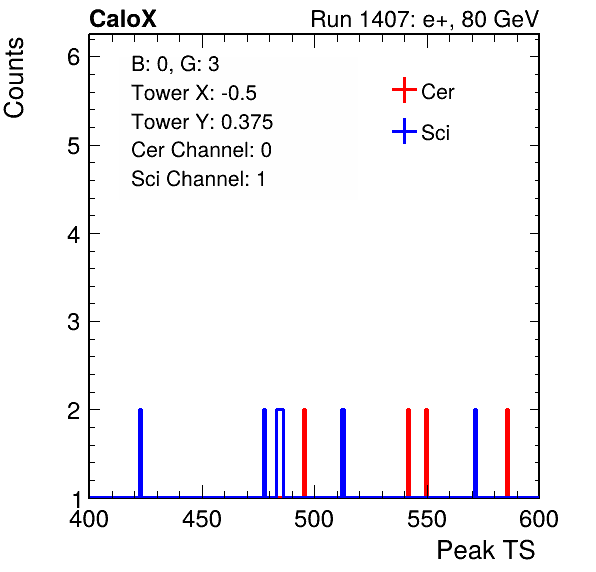 CaloX Run 1407: e+, 80 GeV
Counts
B: 0, G: 3
Tower X: -0.5
Tower Y: 0.375
Cer Channel: 0
Sci Channel: 1
Cer
Sci
6
5
4
3
2
1
400 450 500 550 600
Peak TS